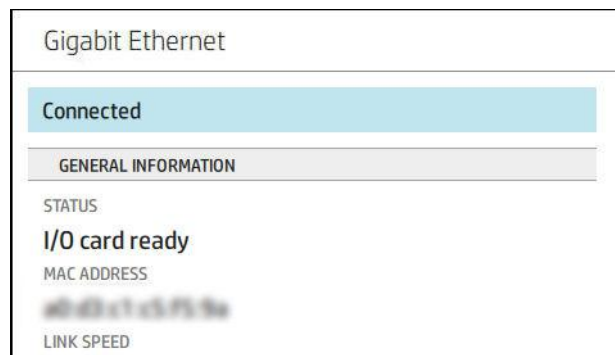 Gigabit Ethernet
Connected
GENERAL INFORMATION
STATUS
I/O card ready
MAC ADDRESS
LINK SPEED